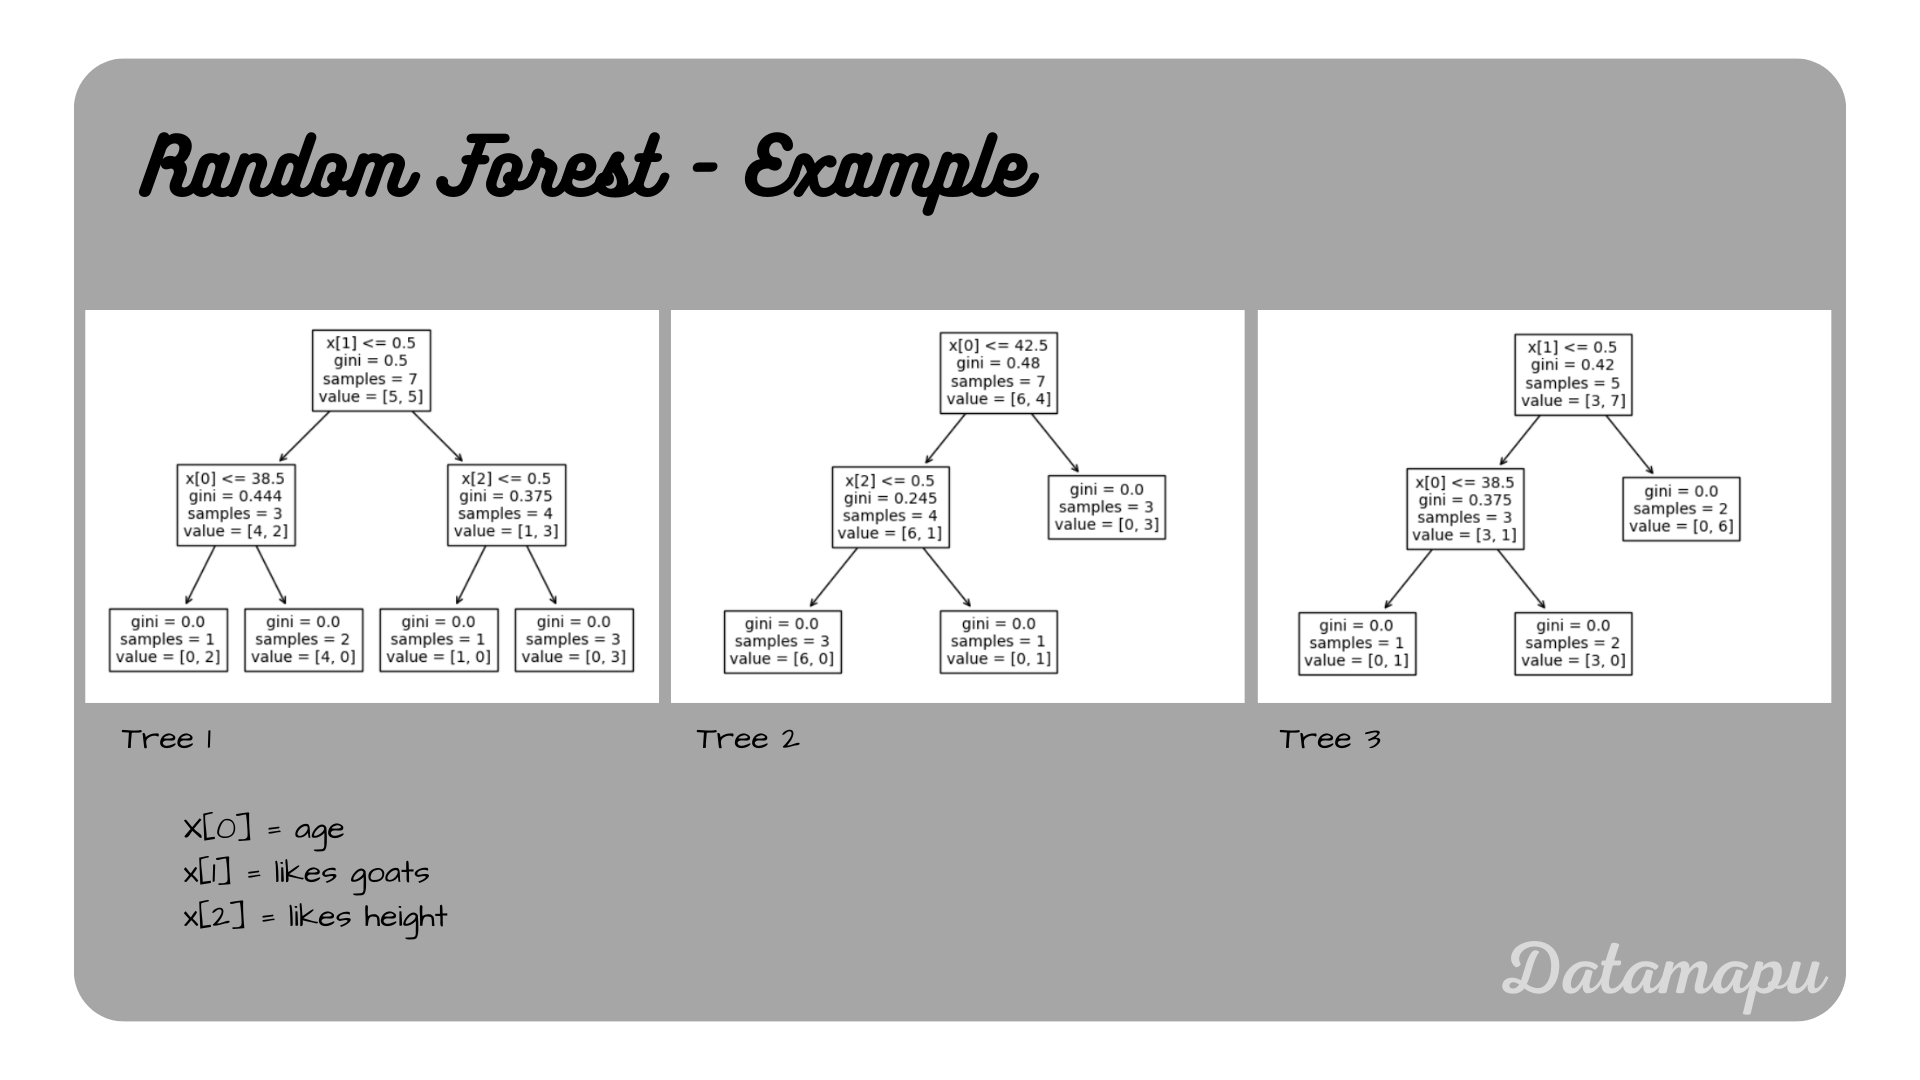 Random Forest - Example
x[1] <= 0.5
gini = 0.5
samples = 7
value = [5, 5]
x[0] <= 38.5
gini = 0.444
samples = 3
value = [4, 2]
x[2] <= 0.5
gini = 0.375
samples = 4
value = [1, 3]
gini = 0.0
samples = 1
value = [0, 2]
gini = 0.0
samples = 2
value = [4, 0]
gini = 0.0
samples = 1
value = [1, 0]
gini = 0.0
samples = 3
value = [0, 3]
Tree 1
x[0] <= 42.5
gini = 0.48
samples = 7
value = [6, 4]
x[2] <= 0.5
gini = 0.245
samples = 4
value = [6, 1]
gini = 0.0
samples = 3
value = [0, 3]
gini = 0.0
samples = 3
value = [6, 0]
gini = 0.0
samples = 1
value = [0, 1]
Tree 2
x[1] <= 0.5
gini = 0.42
samples = 5
value = [3, 7]
x[0] <= 38.5
gini = 0.375
samples = 3
value = [3, 1]
gini = 0.0
samples = 2
value = [0, 6]
gini = 0.0
samples = 1
value = [0, 1]
gini = 0.0
samples = 2
value = [3, 0]
Tree 3
X[0] = age
x[1] = likes goats
x[2] = likes height
Datamapu